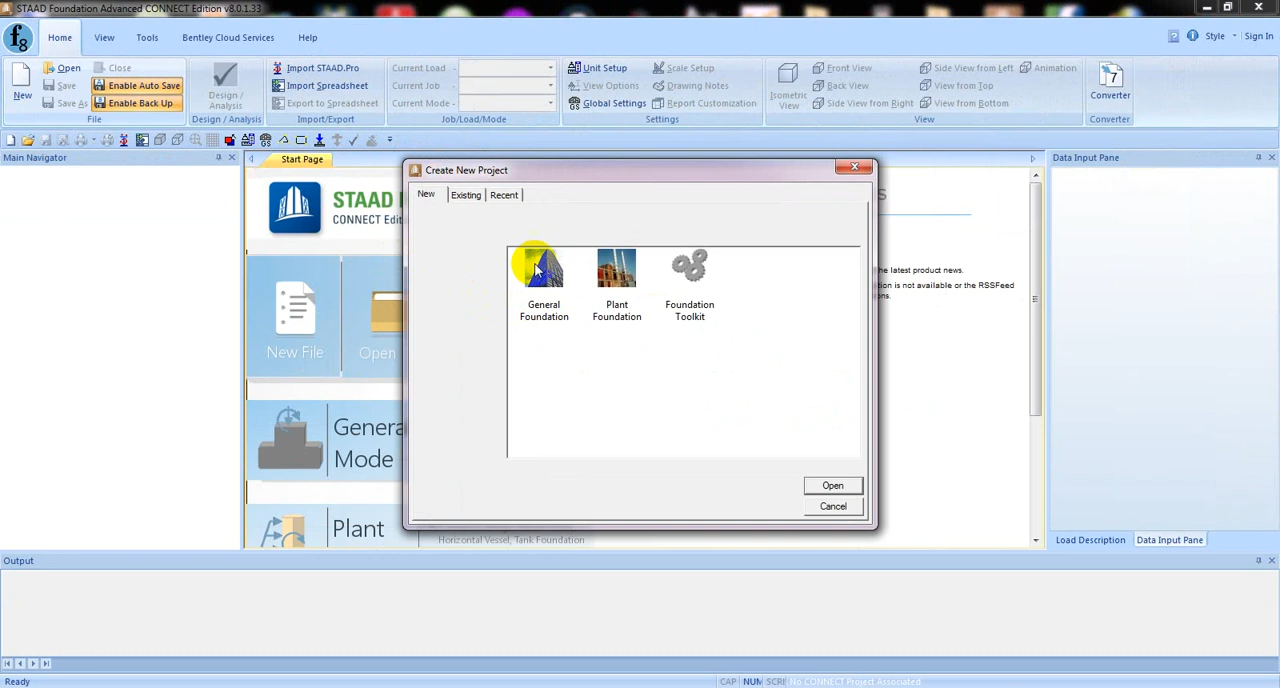 STAAD Foundation Advanced CONNECT Edition v8.0.1.33
Home View Tools Bentley Cloud Services Help Style Sign In
New Open Close
Save Enable Auto Save
Save As Enable Back Up
File
Design / Analysis
Design / Analysis
Import STAAD.Pro
Import Spreadsheet
Export to Spreadsheet
Import/Export
Current Load
Current Job
Current Mode
Job/Load/Mode
Unit Setup Scale Setup
View Options Drawing Notes
Global Settings Report Customization
Settings
Isometric View
Front View Side View from Left Animation
Back View View from Top
Side View from Right View from Bottom
View
7
Converter
Converter
Main Navigator
Start Page
Data Input Pane
STAAD
CONNECT Edit
S
the latest product news.
tion is not available or the RSSFeed
ons.
New File
Open
General
Mode
Plant
Horizontal Vessel, Tank Foundation
Create New Project
New Existing Recent
General Foundation
Plant Foundation
Foundation Toolkit
Open
Cancel
Load Description Data Input Pane
Output
Ready
CAP NUM SCRI No CONNECT Project Associated